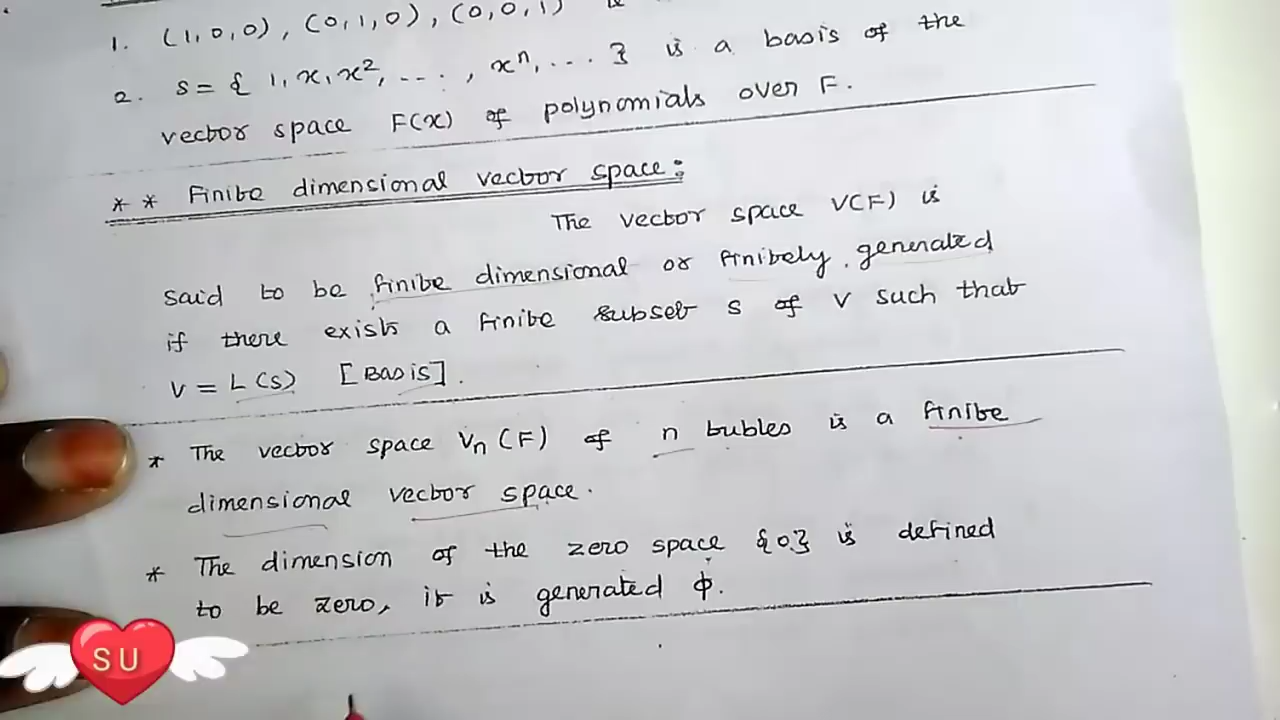 1. (1,0,0), (0,1,0), (0,0,1)
2. S = { 1, x, x², ..., xⁿ, ... } is a basis of the
vector space F(x) of polynomials over F.
** Finite dimensional vector space:
The vector space V(F) is
said to be finite dimensional or finitely generated
if there exists a finite subset S of V such that
V = L(S) [Basis].
* The vector space Vₙ(F) of n tubles is a finite
dimensional vector space.
* The dimension of the zero space {0} is defined
to be zero, it is generated ϕ.
SU